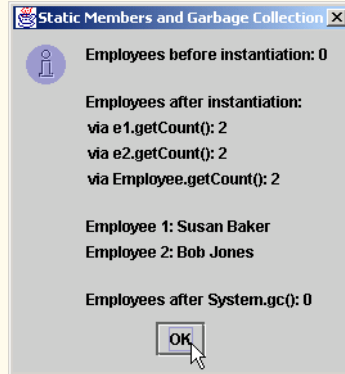 Static Members and Garbage Collection
Employees before instantiation: 0
Employees after instantiation:
via e1.getCount(): 2
via e2.getCount(): 2
via Employee.getCount(): 2
Employee 1: Susan Baker
Employee 2: Bob Jones
Employees after System.gc(): 0
OK